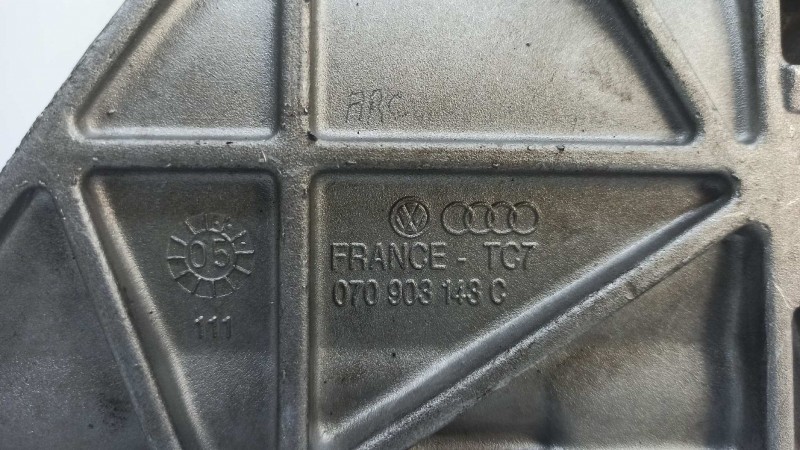 ARC
05
111
FRANCE - TC7
070 903 143 C